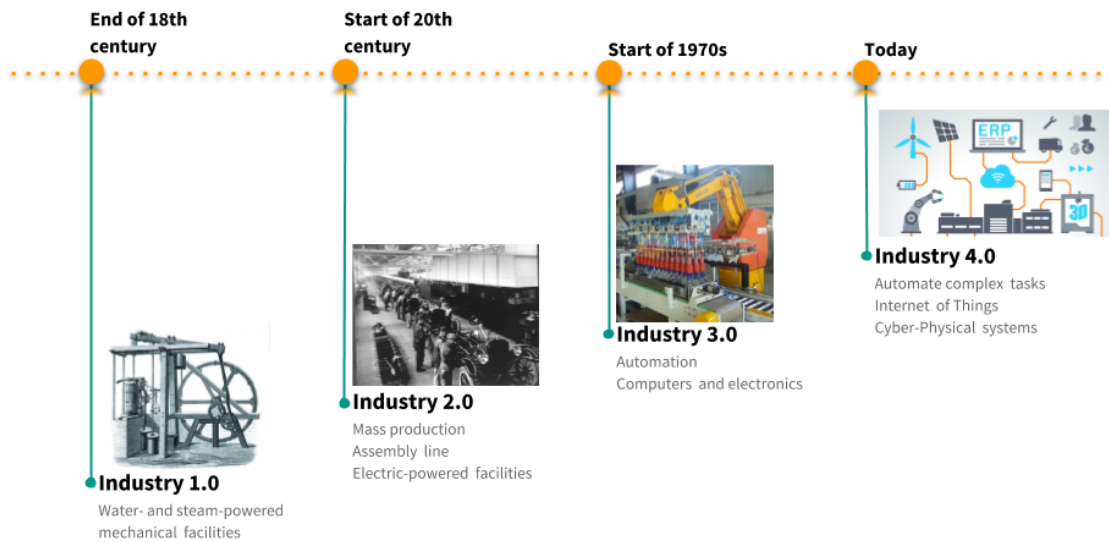 End of 18th
century
Start of 20th
century
Start of 1970s
Today
ERP
3D
Industry 4.0
Automate complex tasks
Internet of Things
Cyber-Physical systems
Industry 3.0
Automation
Computers and electronics
Industry 2.0
Mass production
Assembly line
Electric-powered facilities
Industry 1.0
Water- and steam-powered
mechanical facilities